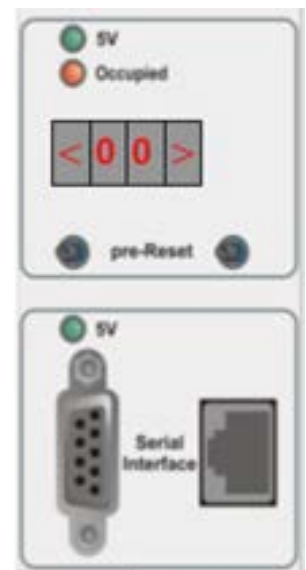 5V
Occupied
< 0 0 >
pre-Reset
5V
Serial
Interface